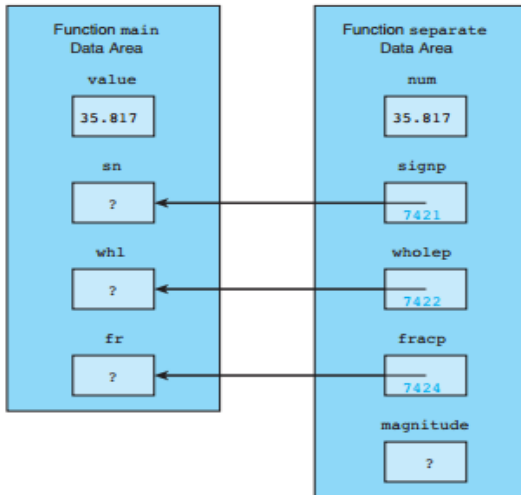 Function main
Data Area
value
35.817
sn
?
whl
?
fr
?
Function separate
Data Area
num
35.817
signp
7421
wholep
7422
fracp
7424
magnitude
?